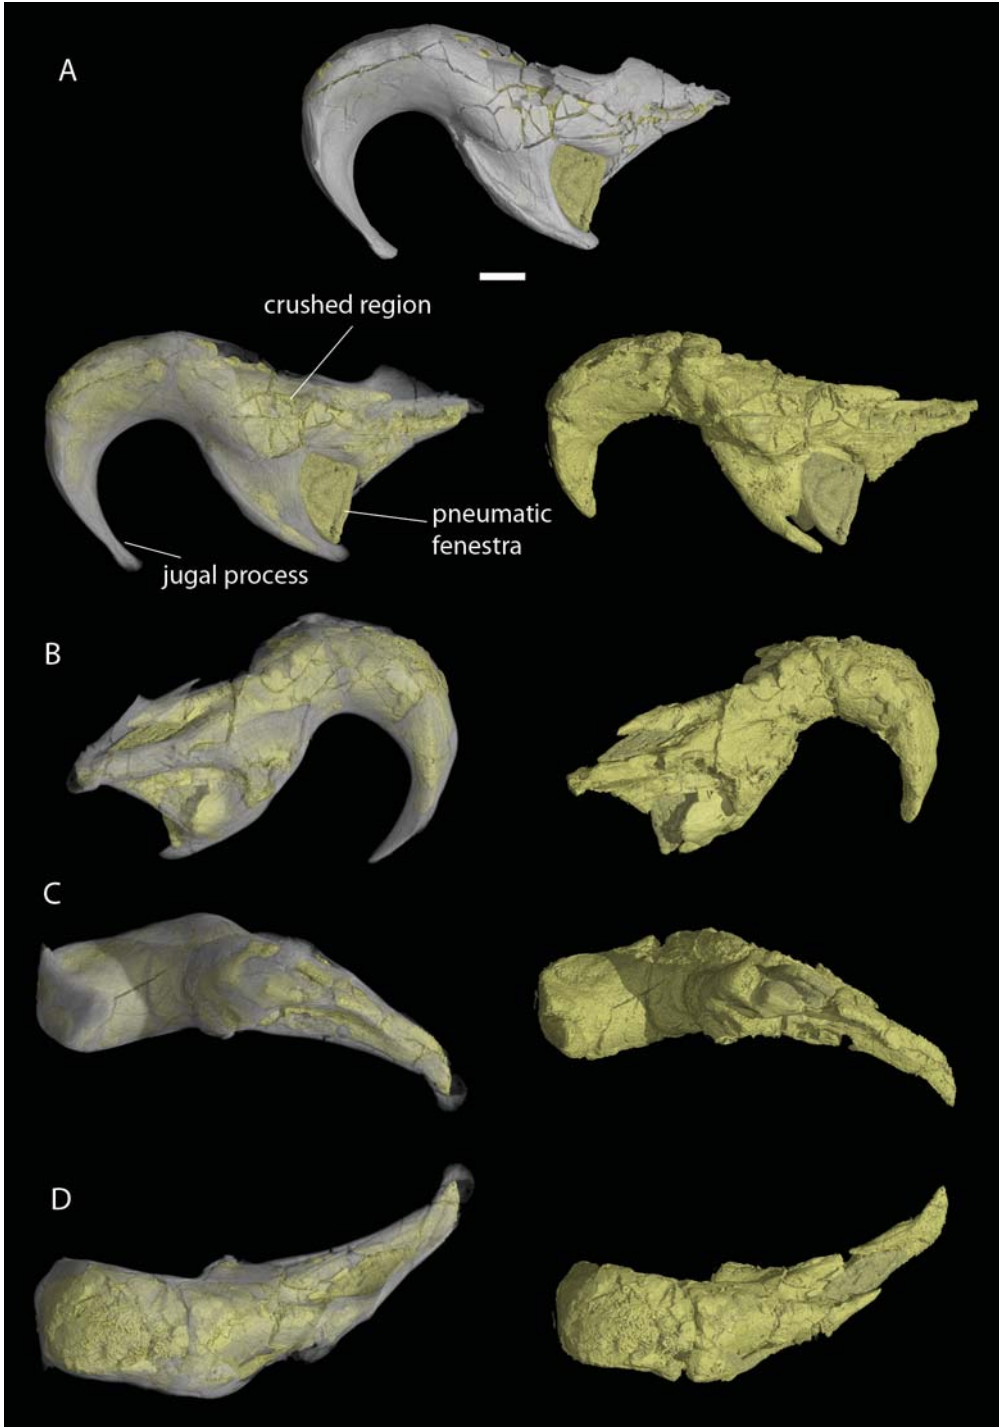 A
crushed region
pneumatic
fenestra
jugal process
B
C
D